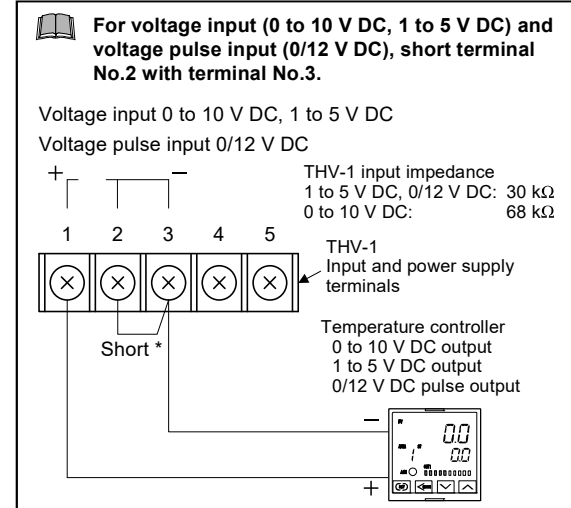 For voltage input (0 to 10 V DC, 1 to 5 V DC) and
voltage pulse input (0/12 V DC), short terminal
No.2 with terminal No.3.
Voltage input 0 to 10 V DC, 1 to 5 V DC
Voltage pulse input 0/12 V DC
+ −
THV-1 input impedance
1 to 5 V DC, 0/12 V DC: 30 kΩ
0 to 10 V DC: 68 kΩ
1 2 3 4 5
THV-1
Input and power supply
terminals
Short *
Temperature controller
0 to 10 V DC output
1 to 5 V DC output
0/12 V DC pulse output
−
0.0
0.0
+